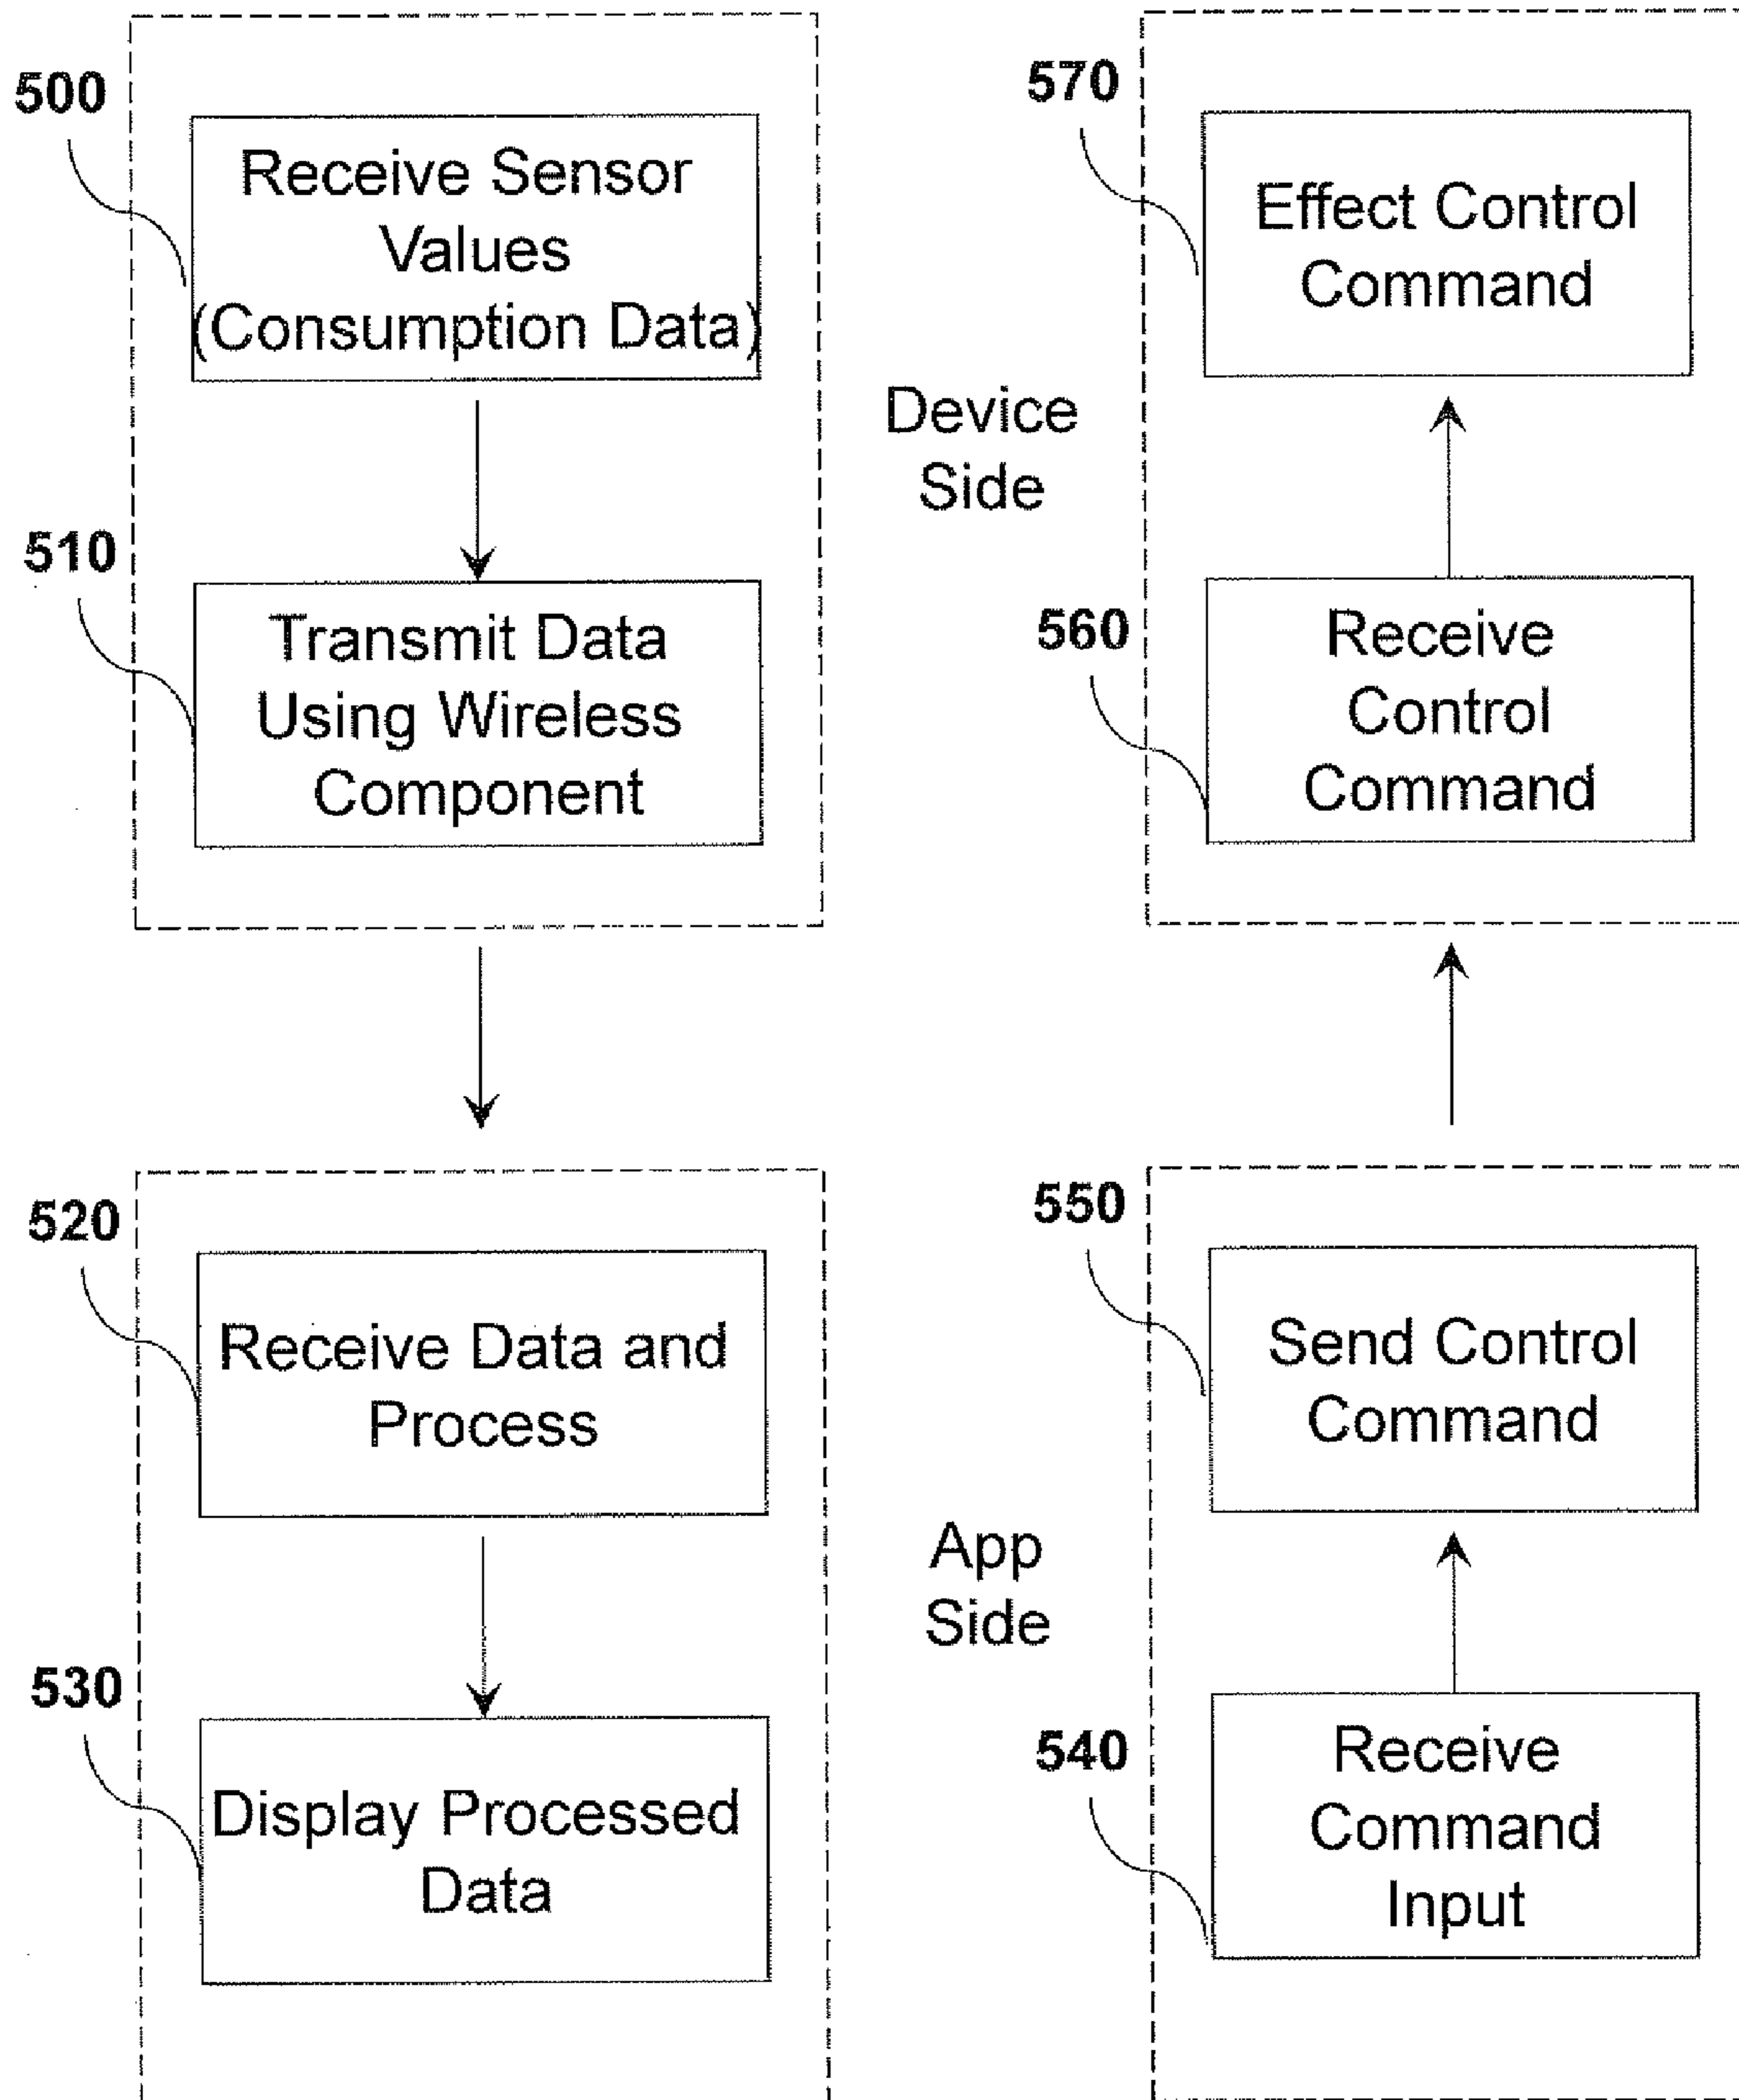 500
Receive Sensor
Values
(Consumption Data)
510
Transmit Data
Using Wireless
Component
Device
Side
570
Effect Control
Command
560
Receive
Control
Command
520
Receive Data and
Process
530
Display Processed
Data
App
Side
550
Send Control
Command
540
Receive
Command
Input